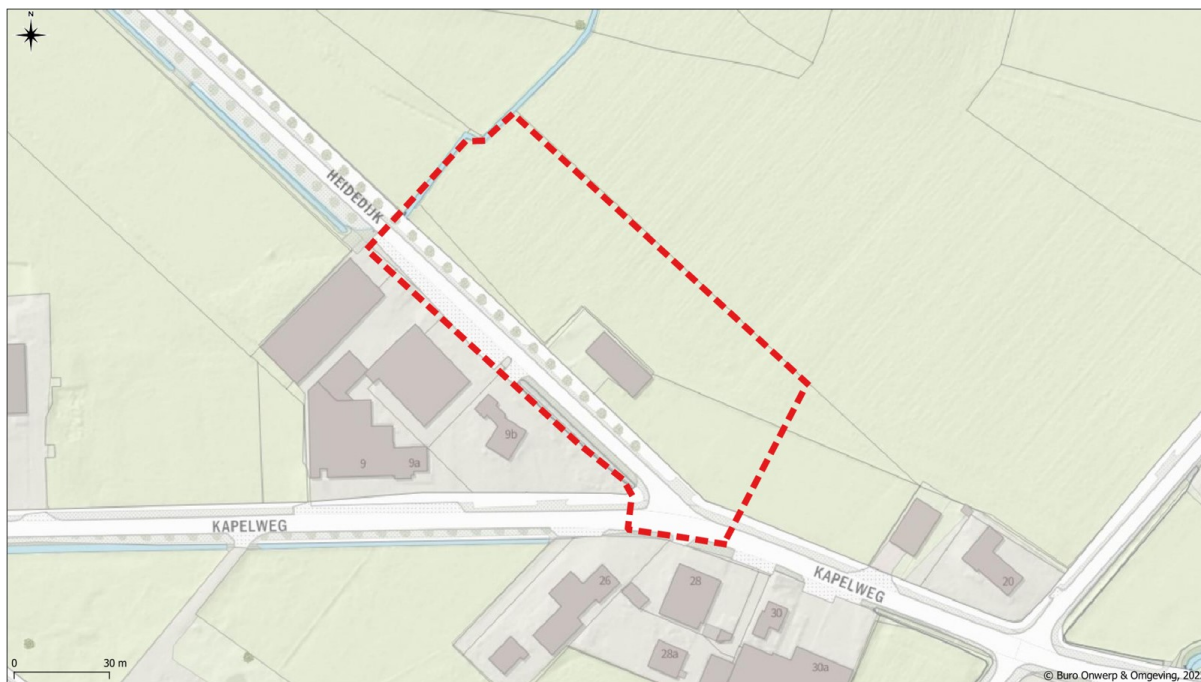 N
HEIDEDIJK
9b
9
9a
KAPELWEG
KAPELWEG
26
28
20
30
28a
30a
0 30 m
© Buro Onwerp & Omgeving, 202